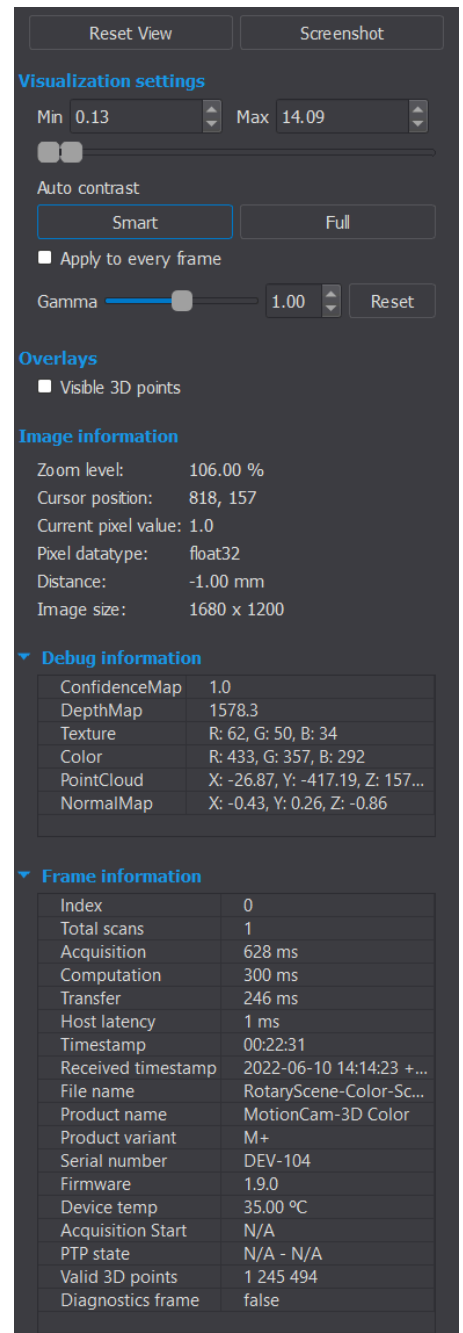 Reset View Screenshot
Visualization settings
Min 0.13 Max 14.09
Auto contrast
Smart Full
Apply to every frame
Gamma 1.00 Reset
Overlays
Visible 3D points
Image information
Zoom level: 106.00 %
Cursor position: 818, 157
Current pixel value: 1.0
Pixel datatype: float32
Distance: -1.00 mm
Image size: 1680 x 1200
Debug information
ConfidenceMap 1.0
DepthMap 1578.3
Texture R: 62, G: 50, B: 34
Color R: 433, G: 357, B: 292
PointCloud X: -26.87, Y: -417.19, Z: 157...
NormalMap X: -0.43, Y: 0.26, Z: -0.86
Frame information
Index 0
Total scans 1
Acquisition 628 ms
Computation 300 ms
Transfer 246 ms
Host latency 1 ms
Timestamp 00:22:31
Received timestamp 2022-06-10 14:14:23 +...
File name RotaryScene-Color-Sc...
Product name MotionCam-3D Color
Product variant M+
Serial number DEV-104
Firmware 1.9.0
Device temp 35.00 ºC
Acquisition Start N/A
PTP state N/A - N/A
Valid 3D points 1 245 494
Diagnostics frame false